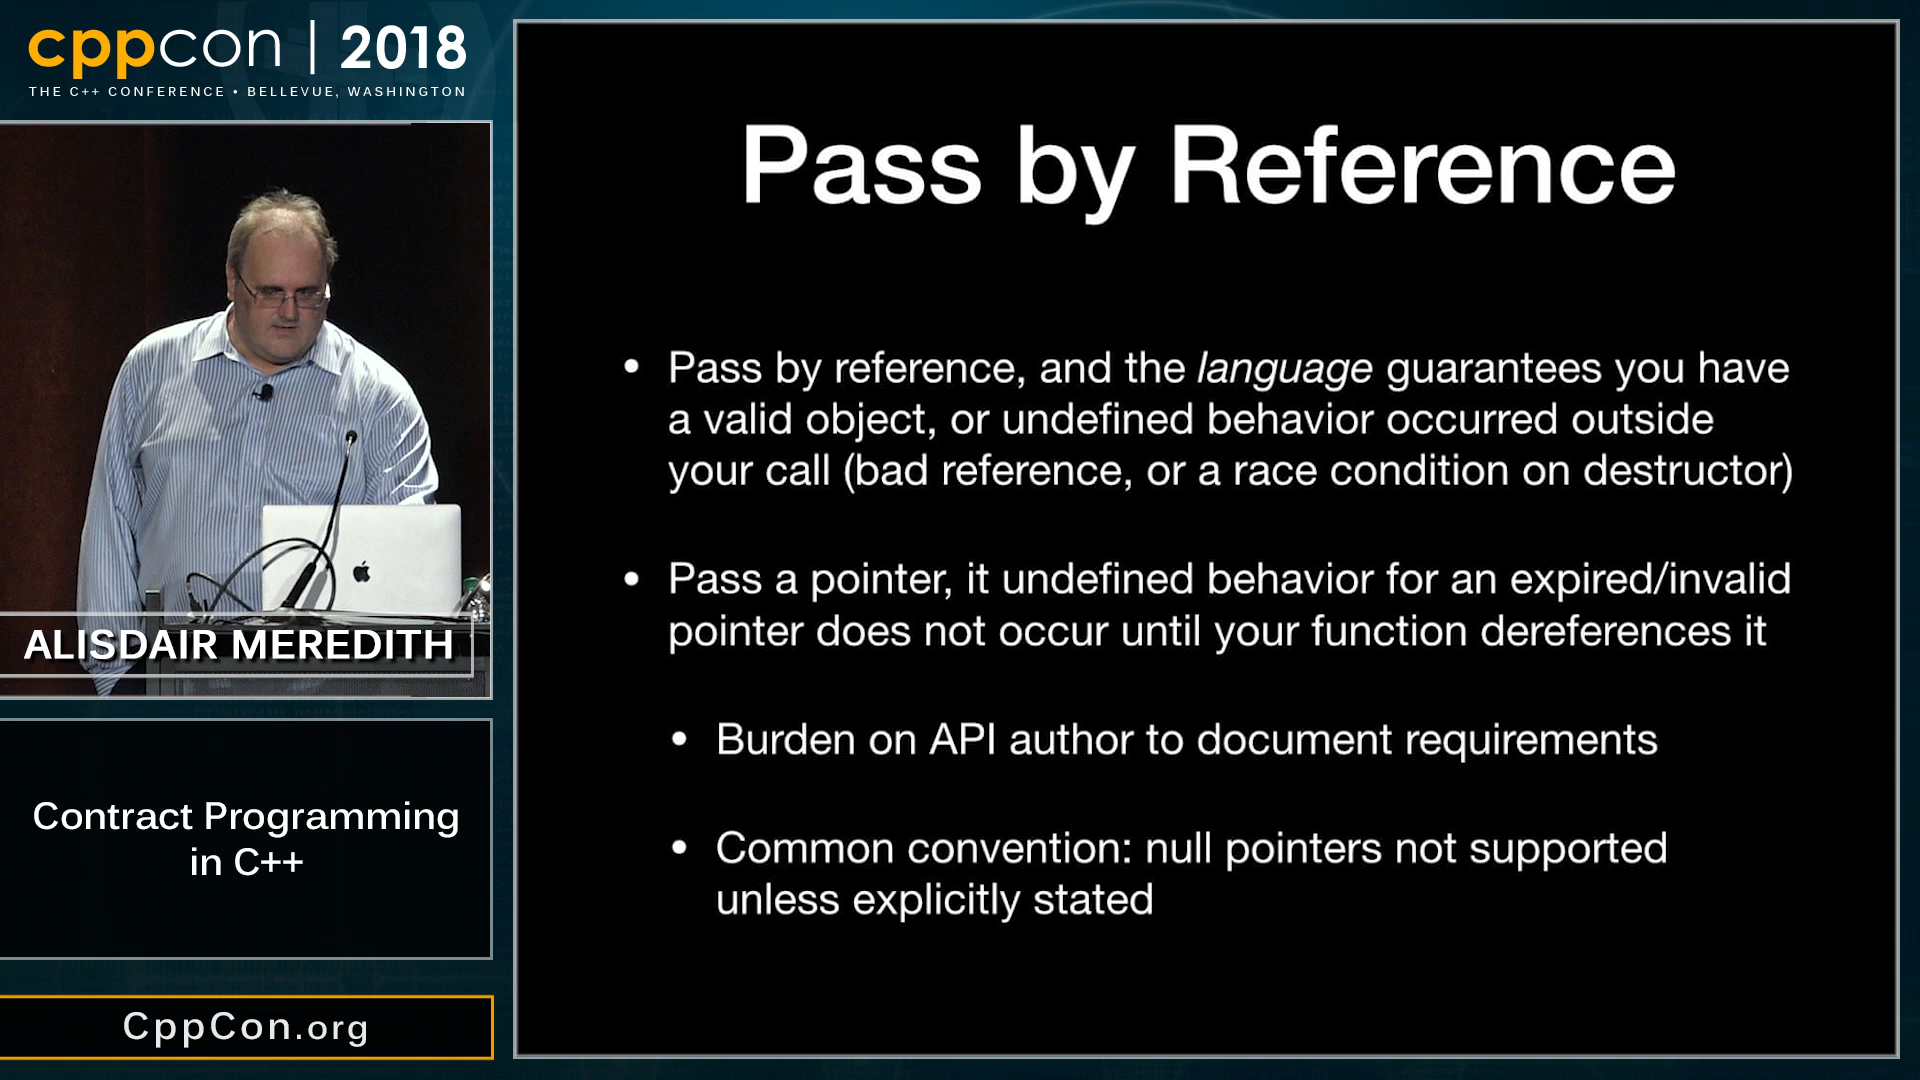 cppcon | 2018
THE C++ CONFERENCE • BELLEVUE, WASHINGTON
ALISDAIR MEREDITH
Contract Programming
in C++
CppCon.org
Pass by Reference
• Pass by reference, and the language guarantees you have
a valid object, or undefined behavior occurred outside
your call (bad reference, or a race condition on destructor)
• Pass a pointer, it undefined behavior for an expired/invalid
pointer does not occur until your function dereferences it
• Burden on API author to document requirements
• Common convention: null pointers not supported
unless explicitly stated